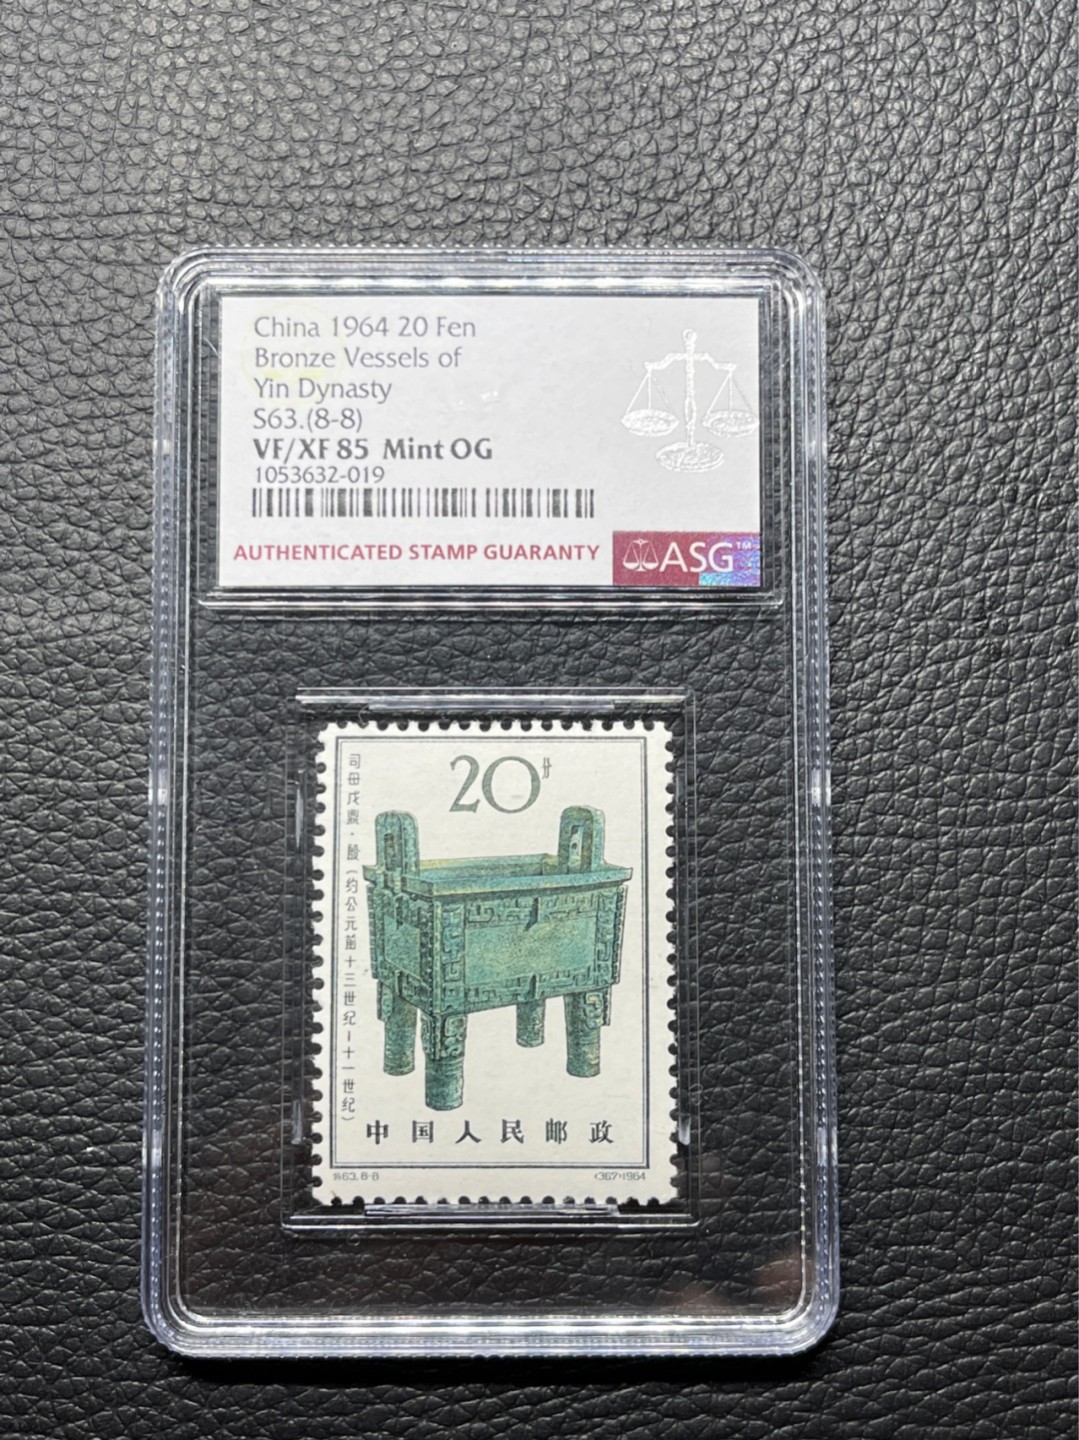 China 1964 20 Fen
Bronze Vessels of
Yin Dynasty
S63.(8-8)
VF/XF 85 Mint OG
1053632-019
AUTHENTICATED STAMP GUARANTY
ASG™
20分
司母戊鼎·殷(约公元前十三世纪—十一世纪)
中国人民邮政
特63.8-8
(367)1964